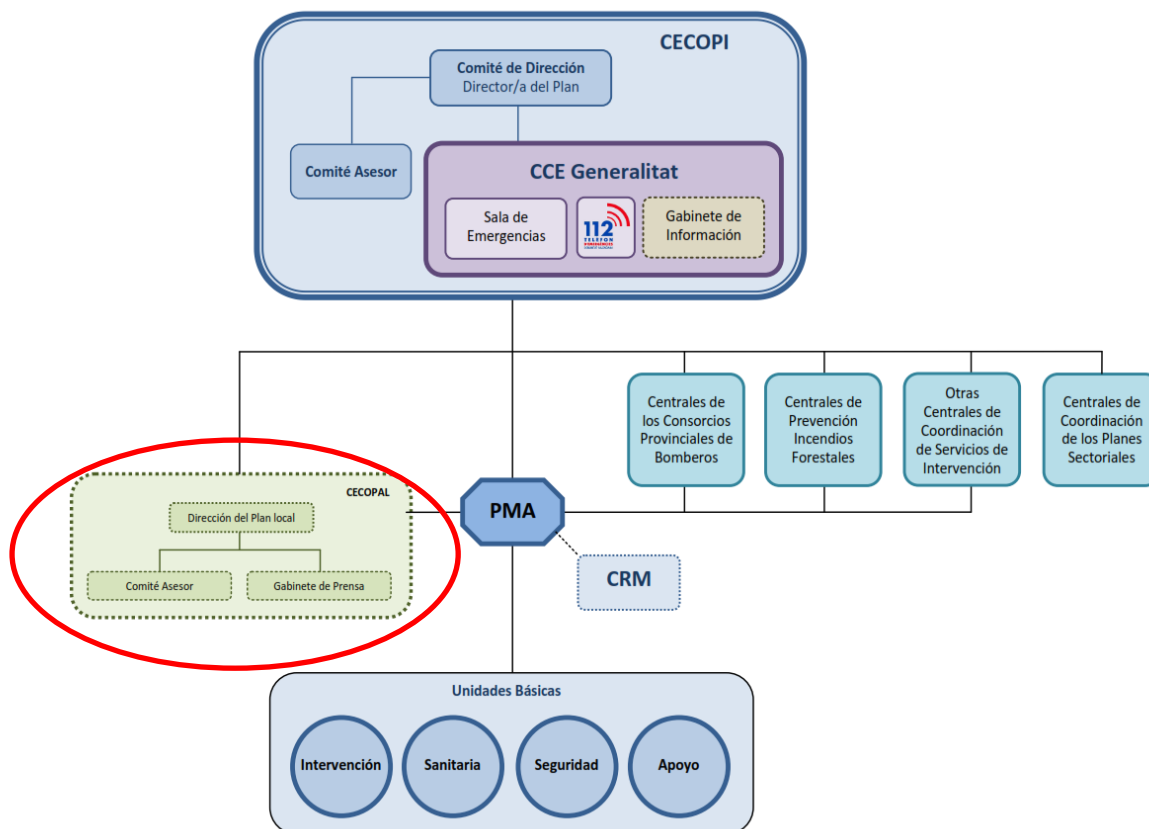 CECOPI
Comité de Dirección
Director/a del Plan
Comité Asesor
CCE Generalitat
Sala de
Emergencias
112
TELÈFON
Gabinete de
Información
Centrales de
los Consorcios
Provinciales de
Bomberos
Centrales de
Prevención
Incendios
Forestales
Otras
Centrales de
Coordinación
de Servicios de
Intervención
Centrales de
Coordinación
de los Planes
Sectoriales
CECOPAL
Dirección del Plan local
Comité Asesor
Gabinete de Prensa
PMA
CRM
Unidades Básicas
Intervención
Sanitaria
Seguridad
Apoyo